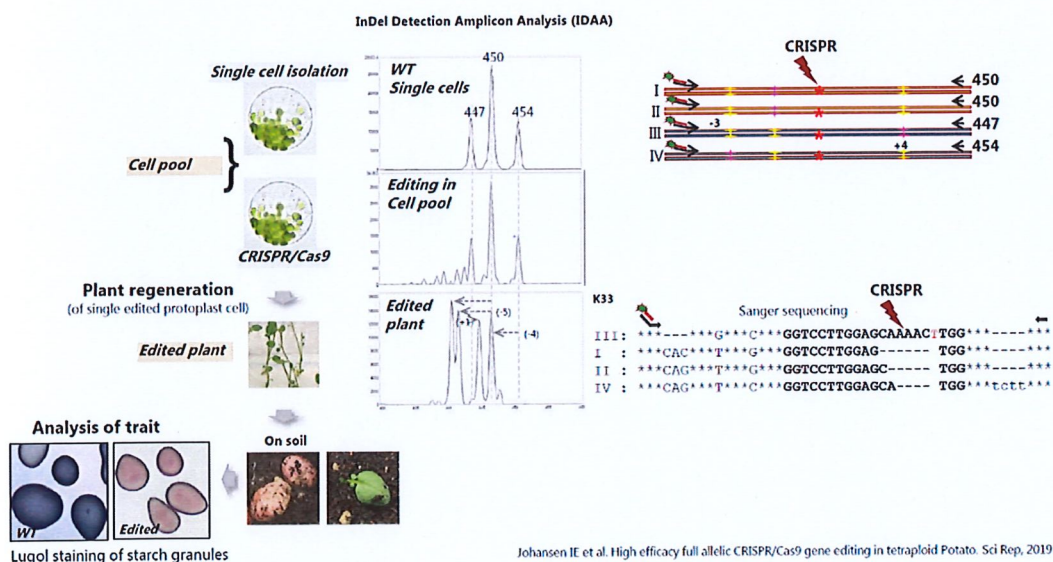 InDel Detection Amplicon Analysis (IDAA)
Single cell isolation
Cell pool
CRISPR/Cas9
Plant regeneration
(of single edited protoplast cell)
Edited plant
On soil
Analysis of trait
WT
Edited
Lugol staining of starch granules
450
WT
Single cells
447
454
Editing in
Cell pool
Edited
plant
(-5)
(-4)
CRISPR
I 450
II 450
III -3 447
IV +4 454
K33
CRISPR
Sanger sequencing
III: ***----***G***C***GGTCCTTGGAGCAAAACTTGG***-----***
I : ***CAC***T***G***GGTCCTTGGAG-------TGG***-----***
II : ***CAG***T***G***GGTCCTTGGAGC------TGG***-----***
IV : ***CAG***T***C***GGTCCTTGGAGCA-----TGG***tctt***
Johansen IE et al. High efficacy full allelic CRISPR/Cas9 gene editing in tetraploid Potato. Sci Rep, 2019